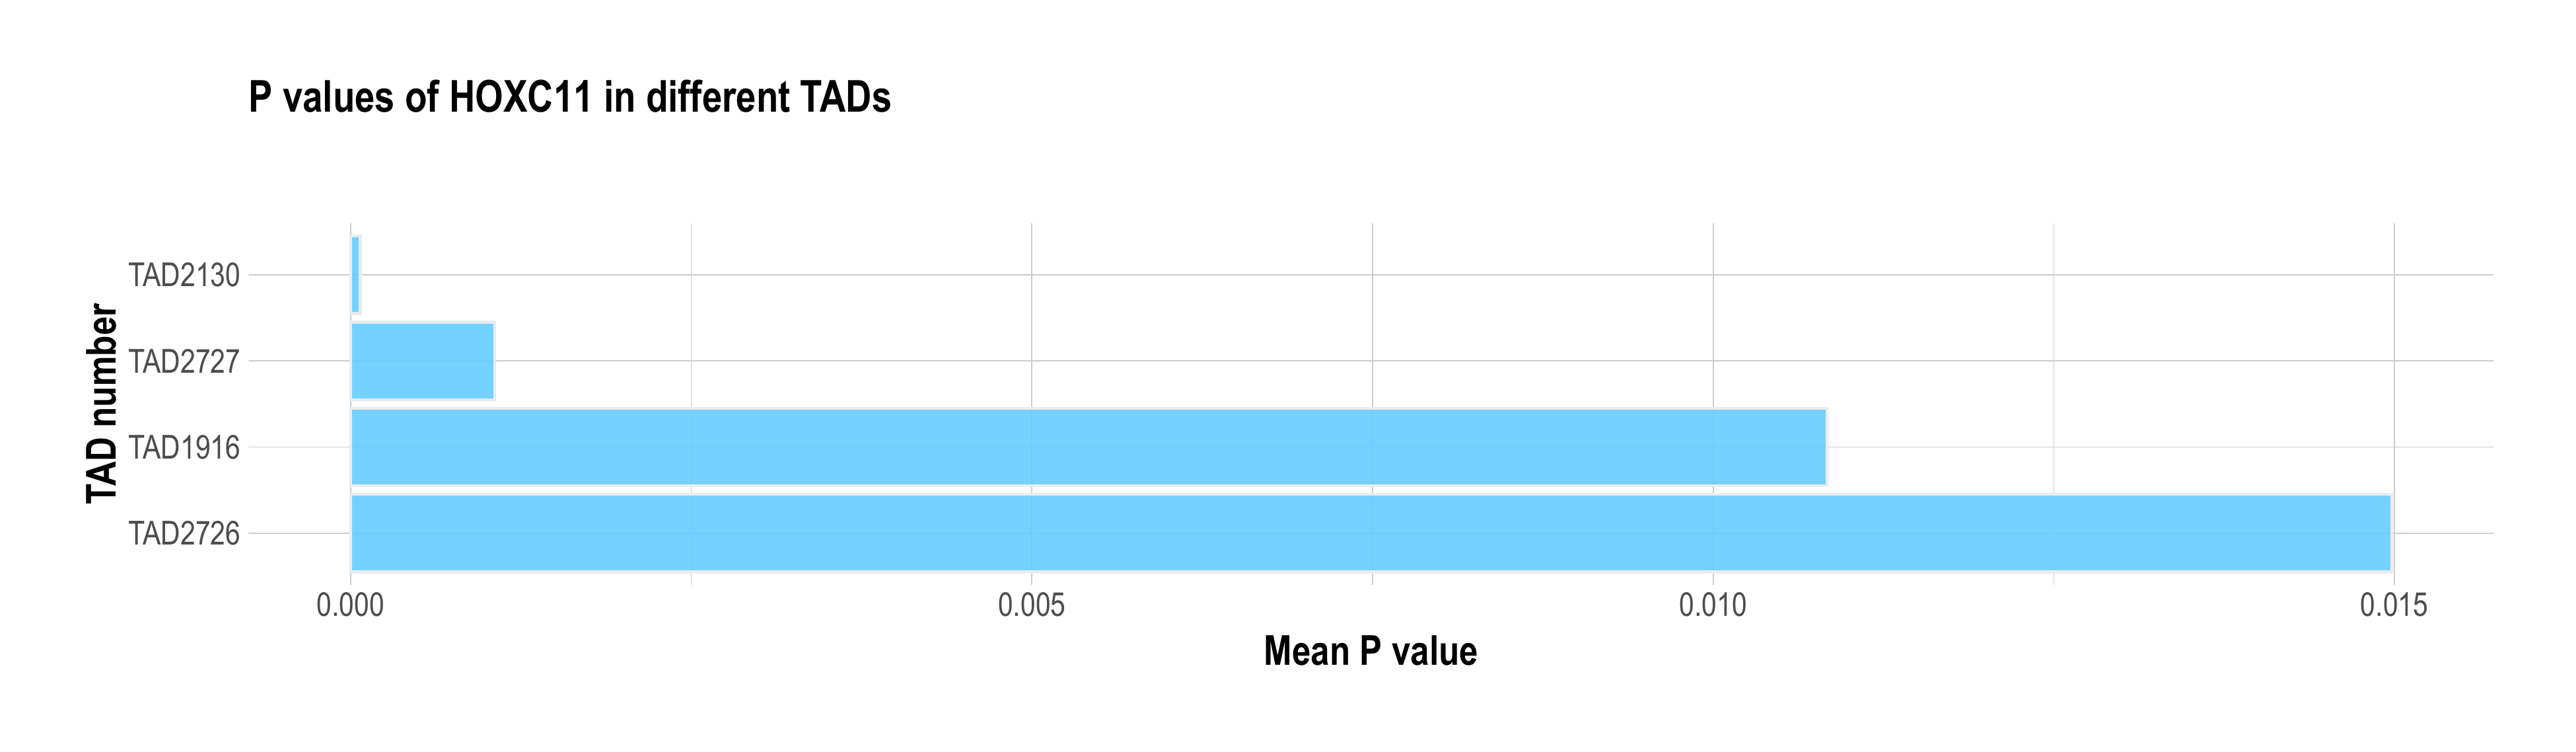 P values of HOXC11 in different TADs
TAD number
TAD2130
TAD2727
TAD1916
TAD2726
0.000 0.005 0.010 0.015
Mean P value